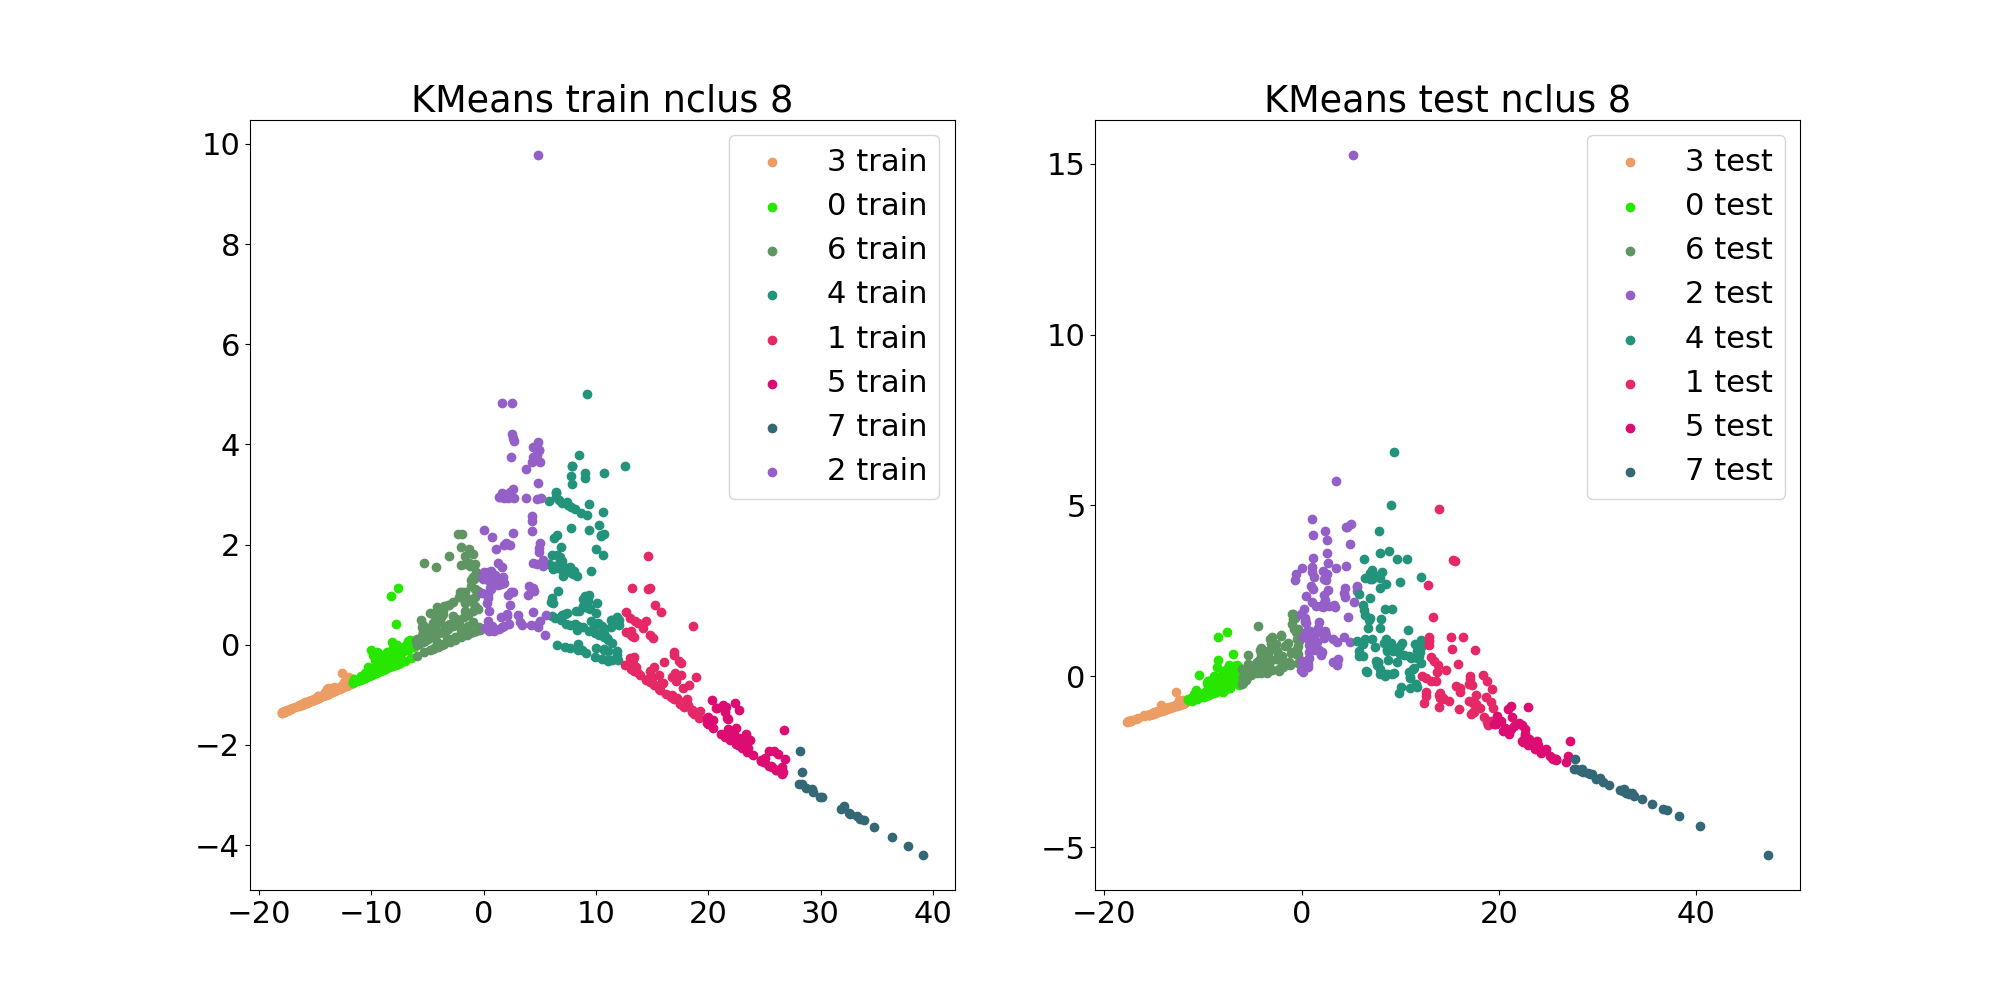 KMeans train nclus 8
10
8
6
4
2
0
−2
−4
−20
−10
0
10
20
30
40
3 train
0 train
6 train
4 train
1 train
5 train
7 train
2 train
KMeans test nclus 8
15
10
5
0
−5
−20
0
20
40
3 test
0 test
6 test
2 test
4 test
1 test
5 test
7 test